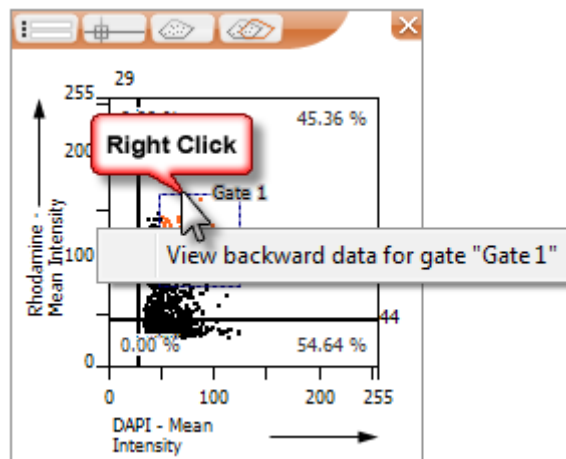 29
255
45.36 %
200
Right Click
Gate 1
Rhodamine -
Mean Intensity
100
View backward data for gate "Gate 1"
44
0.00 %
54.64 %
0
0
100
200
255
DAPI - Mean
Intensity